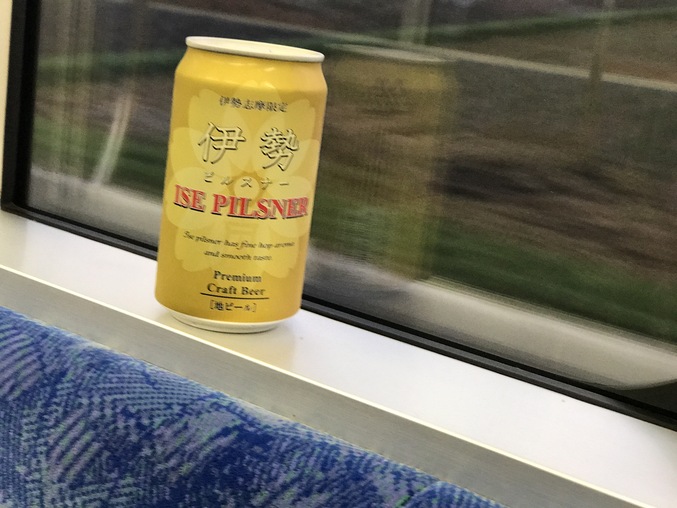 伊勢志摩限定
伊勢
ピルスナー
ISE PILSNER
Ise pilsner has fine hop aroma
and smooth taste.
Premium
Craft Beer
[地ビール]